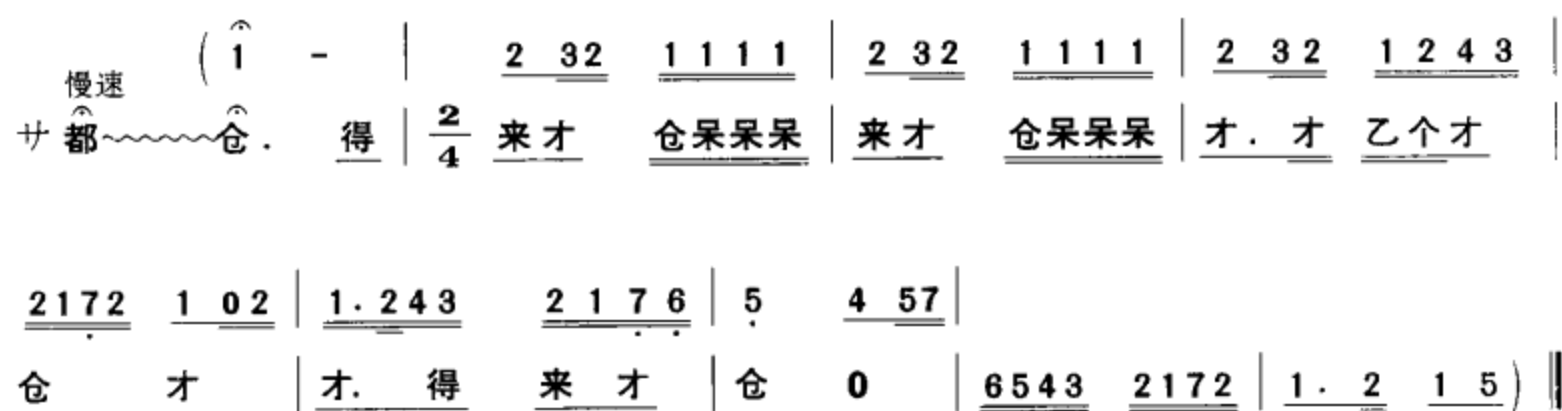 ( 1 - | 2 32 1111 | 2 32 1111 | 2 32 1243 |
慢速
サ 都~~~~仓. 得 | 2/4 来才 仓呆呆呆 | 来才 仓呆呆呆 | 才. 才 乙个才 |
2172 1 02 | 1. 243 2176 | 5 4 57 |
仓 才 | 才. 得 来 才 | 仓 0 | 6543 2172 | 1. 2 1 5 ) ‖